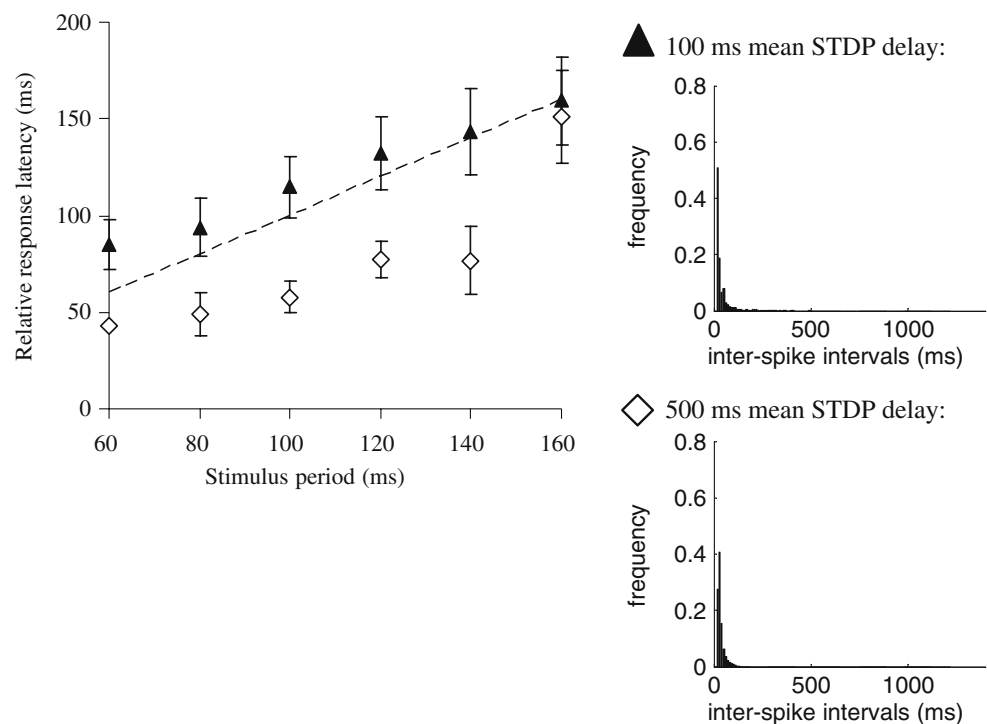 200
150
100
50
0
Relative response latency (ms)
60 80 100 120 140 160
Stimulus period (ms)
100 ms mean STDP delay:
0.8
0.6
0.4
0.2
0
frequency
0 500 1000
inter-spike intervals (ms)
500 ms mean STDP delay:
0.8
0.6
0.4
0.2
0
frequency
0 500 1000
inter-spike intervals (ms)